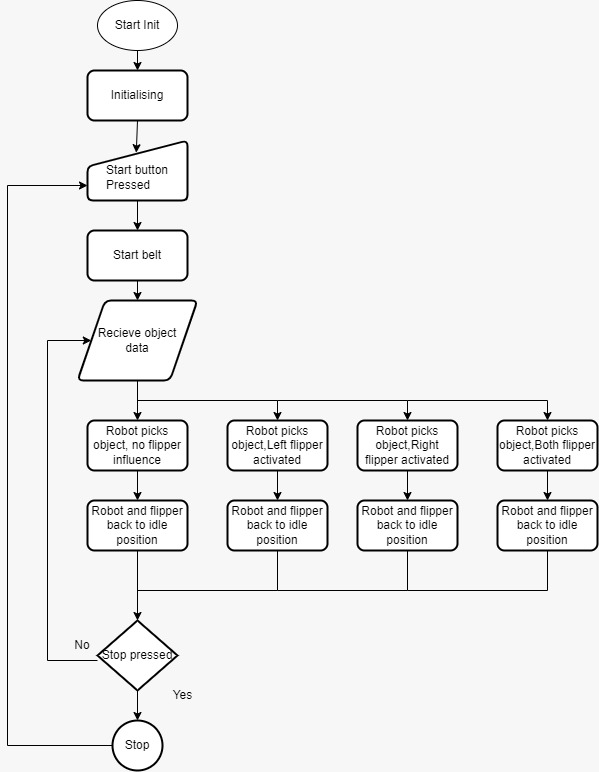 Start Init
Initialising
Start button
Pressed
Start belt
Recieve object
data
Robot picks
object, no flipper
influence
Robot picks
object,Left flipper
activated
Robot picks
object,Right
flipper activated
Robot picks
object,Both flipper
activated
Robot and flipper
back to idle
position
Robot and flipper
back to idle
position
Robot and flipper
back to idle
position
Robot and flipper
back to idle
position
No
Stop pressed
Yes
Stop